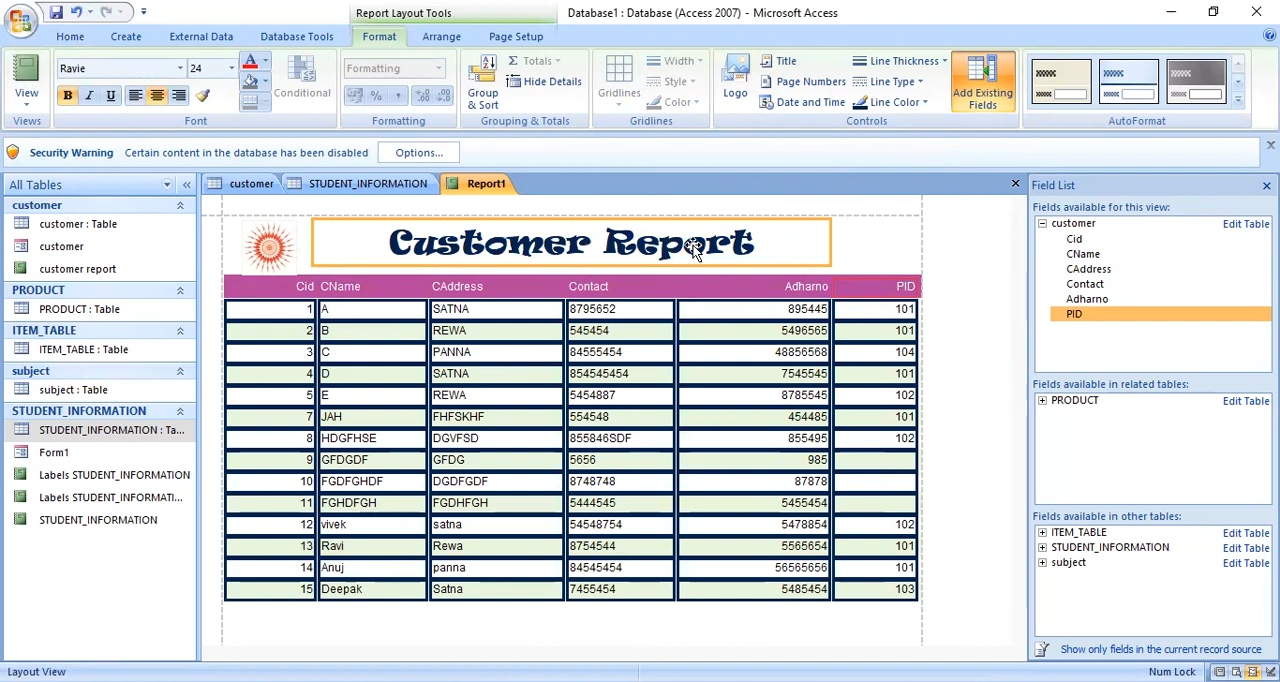 Report Layout Tools Database1 : Database (Access 2007) - Microsoft Access
Home Create External Data Database Tools Format Arrange Page Setup
View
Views
Ravie 24
B I U A
Conditional
Font
Formatting
% ,
Formatting
Group & Sort
Σ Totals
Hide Details
Grouping & Totals
Gridlines
Width
Style
Color
Gridlines
Logo
Title
Page Numbers
Date and Time
Line Thickness
Line Type
Line Color
Controls
Add Existing Fields
AutoFormat
Security Warning Certain content in the database has been disabled Options...
All Tables
customer
customer : Table
customer
customer report
PRODUCT
PRODUCT : Table
ITEM_TABLE
ITEM_TABLE : Table
subject
subject : Table
STUDENT_INFORMATION
STUDENT_INFORMATION : Ta...
Form1
Labels STUDENT_INFORMATION
Labels STUDENT_INFORMATI...
STUDENT_INFORMATION
customer STUDENT_INFORMATION Report1
Customer Report
Cid CName CAddress Contact Adharno PID
1 A SATNA 8795652 895445 101
2 B REWA 545454 5496565 101
3 C PANNA 84555454 48856568 104
4 D SATNA 854545454 7545545 101
5 E REWA 5454887 8785545 102
7 JAH FHFSKHF 554548 454485 101
8 HDGFHSE DGVFSD 855846SDF 855495 102
9 GFDGDF GFDG 5656 985
10 FGDFGHDF DGDFGDF 8748748 87878
11 FGHDFGH FGDHFGH 5444545 5455454
12 vivek satna 54548754 5478854 102
13 Ravi Rewa 8754544 5565654 101
14 Anuj panna 84545454 56565656 101
15 Deepak Satna 7455454 5485454 103
Field List
Fields available for this view:
customer Edit Table
Cid
CName
CAddress
Contact
Adharno
PID
Fields available in related tables:
PRODUCT Edit Table
Fields available in other tables:
ITEM_TABLE Edit Table
STUDENT_INFORMATION Edit Table
subject Edit Table
Show only fields in the current record source
Layout View Num Lock